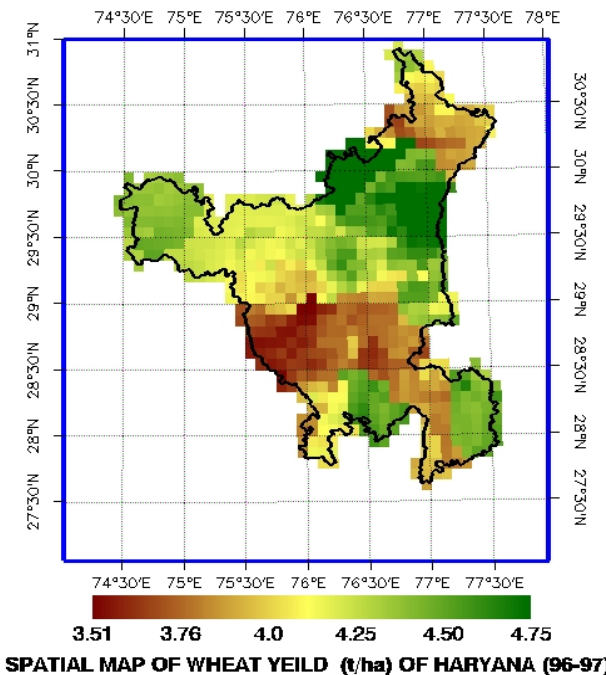 74°30'E 75°E 75°30'E 76°E 76°30'E 77°E 77°30'E 78°E
31°N
30°30'N
30°N
29°30'N
29°N
28°30'N
28°N
27°30'N
30°30'N
30°N
29°30'N
29°N
28°30'N
28°N
27°30'N
74°30'E 75°E 75°30'E 76°E 76°30'E 77°E 77°30'E
3.51 3.76 4.0 4.25 4.50 4.75
SPATIAL MAP OF WHEAT YEILD (t/ha) OF HARYANA (96-97)